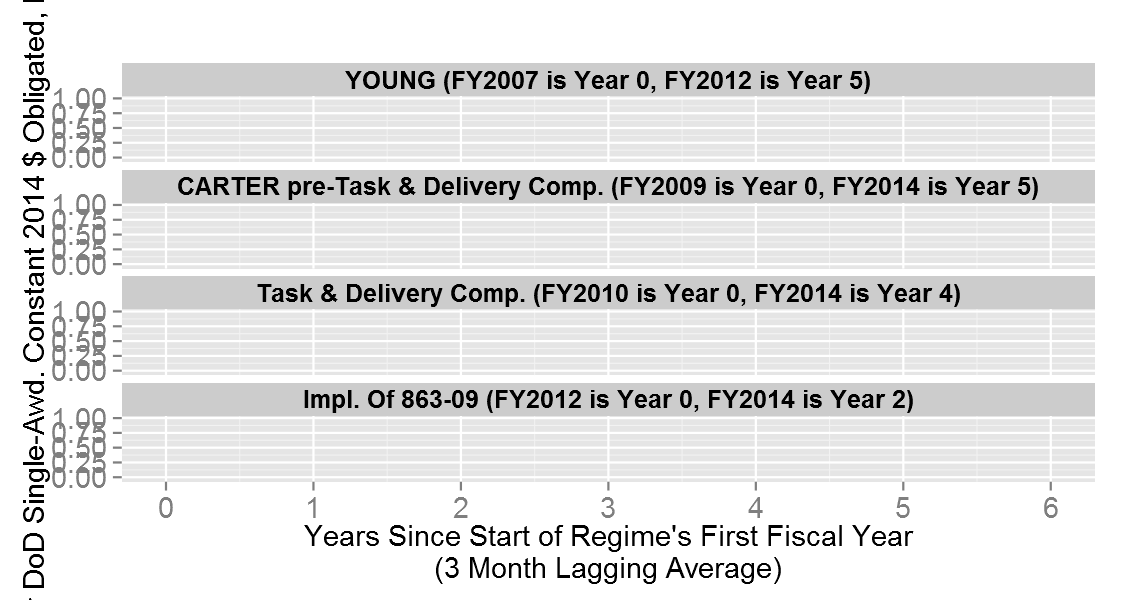 DoD Single-Awd. Constant 2014 $ Obligated,
YOUNG (FY2007 is Year 0, FY2012 is Year 5)
1.00
0.75
0.50
0.25
0.00
CARTER pre-Task & Delivery Comp. (FY2009 is Year 0, FY2014 is Year 5)
1.00
0.75
0.50
0.25
0.00
Task & Delivery Comp. (FY2010 is Year 0, FY2014 is Year 4)
1.00
0.75
0.50
0.25
0.00
Impl. Of 863-09 (FY2012 is Year 0, FY2014 is Year 2)
1.00
0.75
0.50
0.25
0.00
0 1 2 3 4 5 6
Years Since Start of Regime's First Fiscal Year
(3 Month Lagging Average)